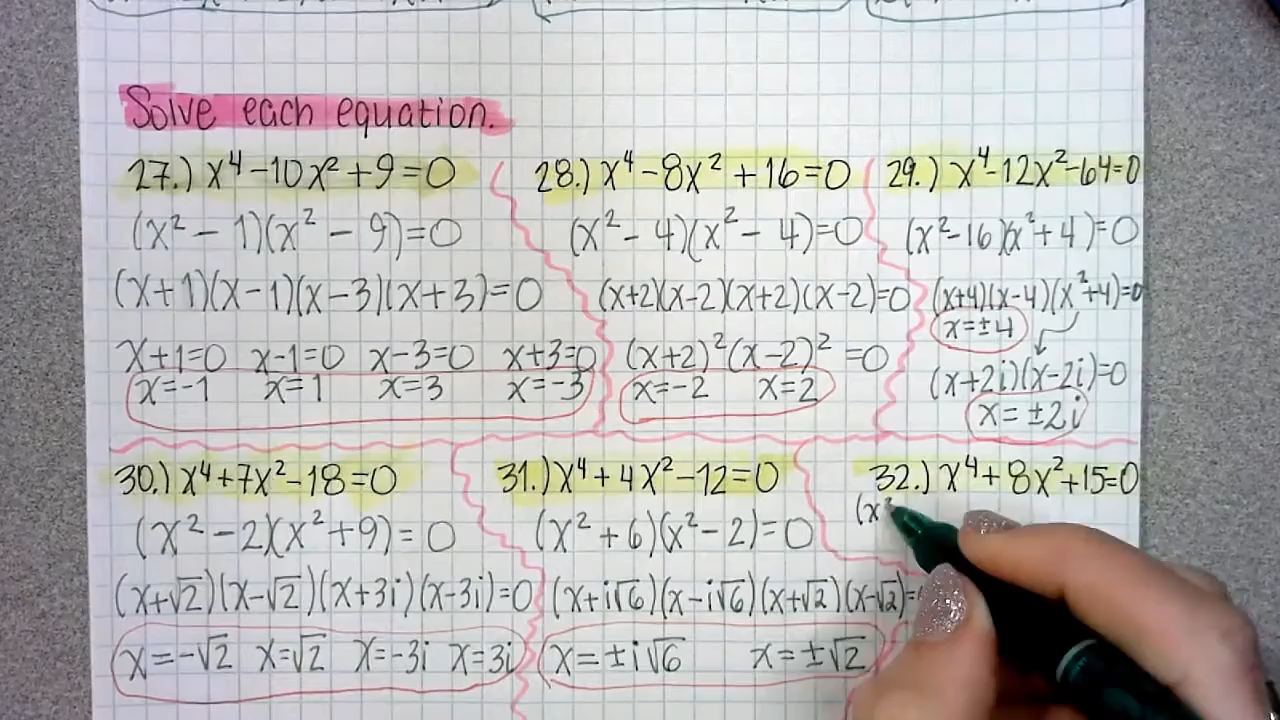 Solve each equation.
27.) x⁴-10x²+9=0
(x²-1)(x²-9)=0
(x+1)(x-1)(x-3)(x+3)=0
x+1=0 x-1=0 x-3=0 x+3=0
x=-1 x=1 x=3 x=-3
28.) x⁴-8x²+16=0
(x²-4)(x²-4)=0
(x+2)(x-2)(x+2)(x-2)=0
(x+2)²(x-2)²=0
x=-2 x=2
29.) x⁴-12x²-64=0
(x²-16)(x²+4)=0
(x+4)(x-4)(x²+4)=0
x=±4
(x+2i)(x-2i)=0
x=±2i
30.) x⁴+7x²-18=0
(x²-2)(x²+9)=0
(x+√2)(x-√2)(x+3i)(x-3i)=0
x=-√2 x=√2 x=-3i x=3i
31.) x⁴+4x²-12=0
(x²+6)(x²-2)=0
(x+i√6)(x-i√6)(x+√2)(x-√2)=
x=±i√6 x=±√2
32.) x⁴+8x²+15=0
(x²